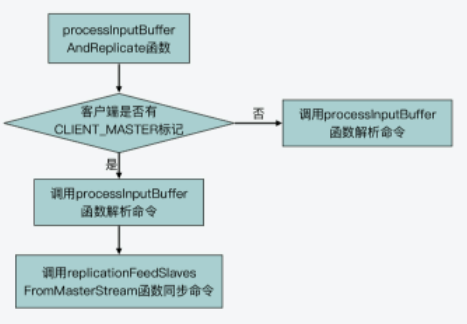 processInputBuffer
AndReplicate函数
客户端是否有
CLIENT_MASTER标记
否
调用processInputBuffer
函数解析命令
是
调用processInputBuffer
函数解析命令
调用replicationFeedSlaves
FromMasterStream函数同步命令